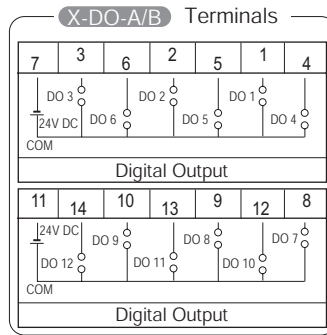 X-DO-A/B Terminals
7 3 6 2 5 1 4
DO 3 DO 2 DO 1
24V DC DO 6 DO 5 DO 4
COM
Digital Output
11 14 10 13 9 12 8
24V DC DO 9 DO 8 DO 7
DO 12 DO 11 DO 10
COM
Digital Output